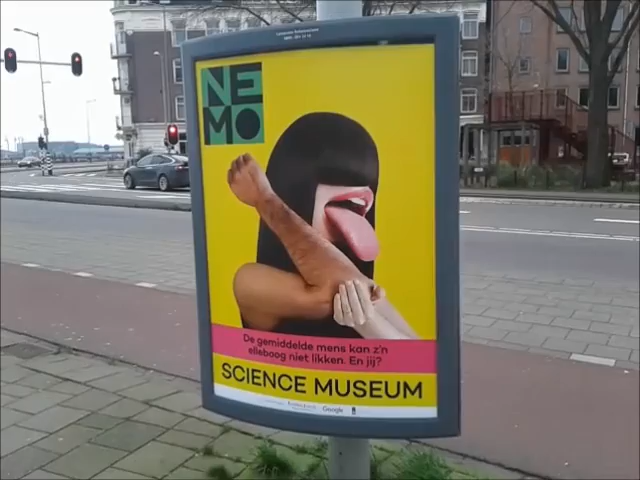 NE
MO
De gemiddelde mens kan z'n
elleboog niet likken. En jij?
SCIENCE MUSEUM
Google